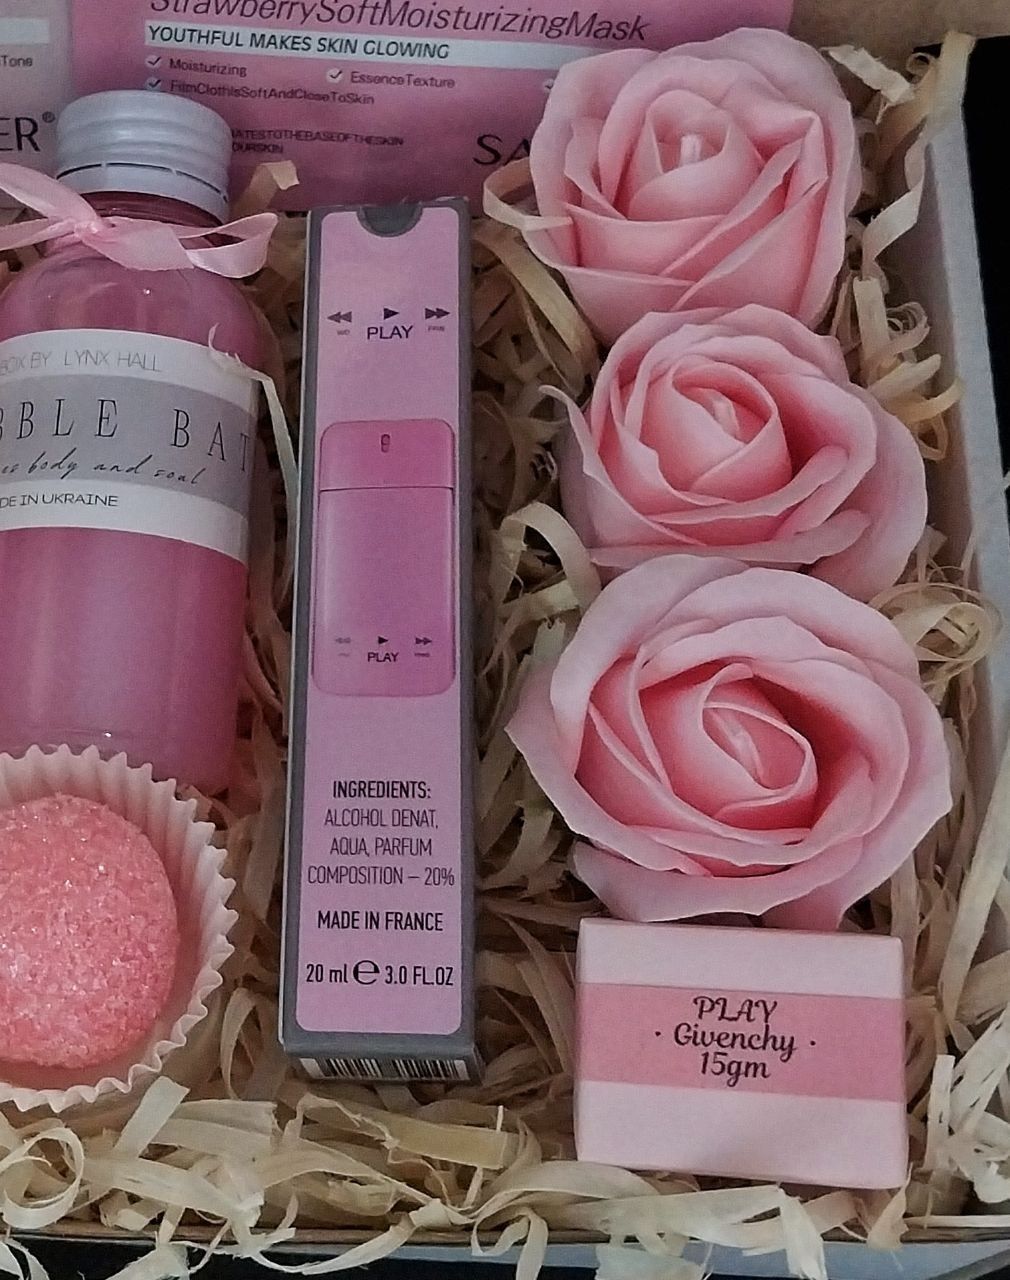 StrawberrySoftMoisturizingMask
YOUTHFUL MAKES SKIN GLOWING
Moisturizing
EssenceTexture
FilmClothIsSoftAndCloseToSkin
Tone
ER®
SA
BOX BY LYNX HALL
BBLE BAT
body and soul
DE IN UKRAINE
PLAY
PLAY
INGREDIENTS:
ALCOHOL DENAT,
AQUA, PARFUM
COMPOSITION – 20%
MADE IN FRANCE
20 ml e 3.0 FL.OZ
PLAY
· Givenchy ·
15gm